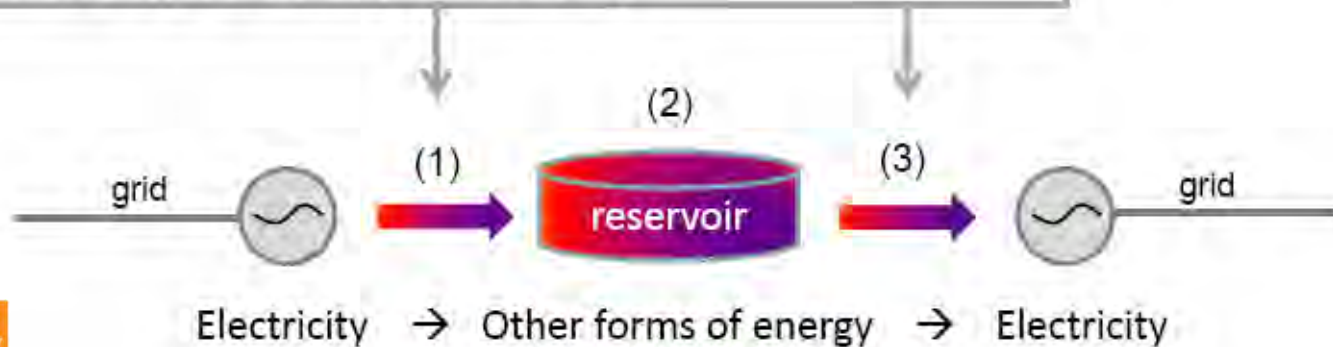 (2)
(1)
(3)
grid
reservoir
grid
Electricity → Other forms of energy → Electricity